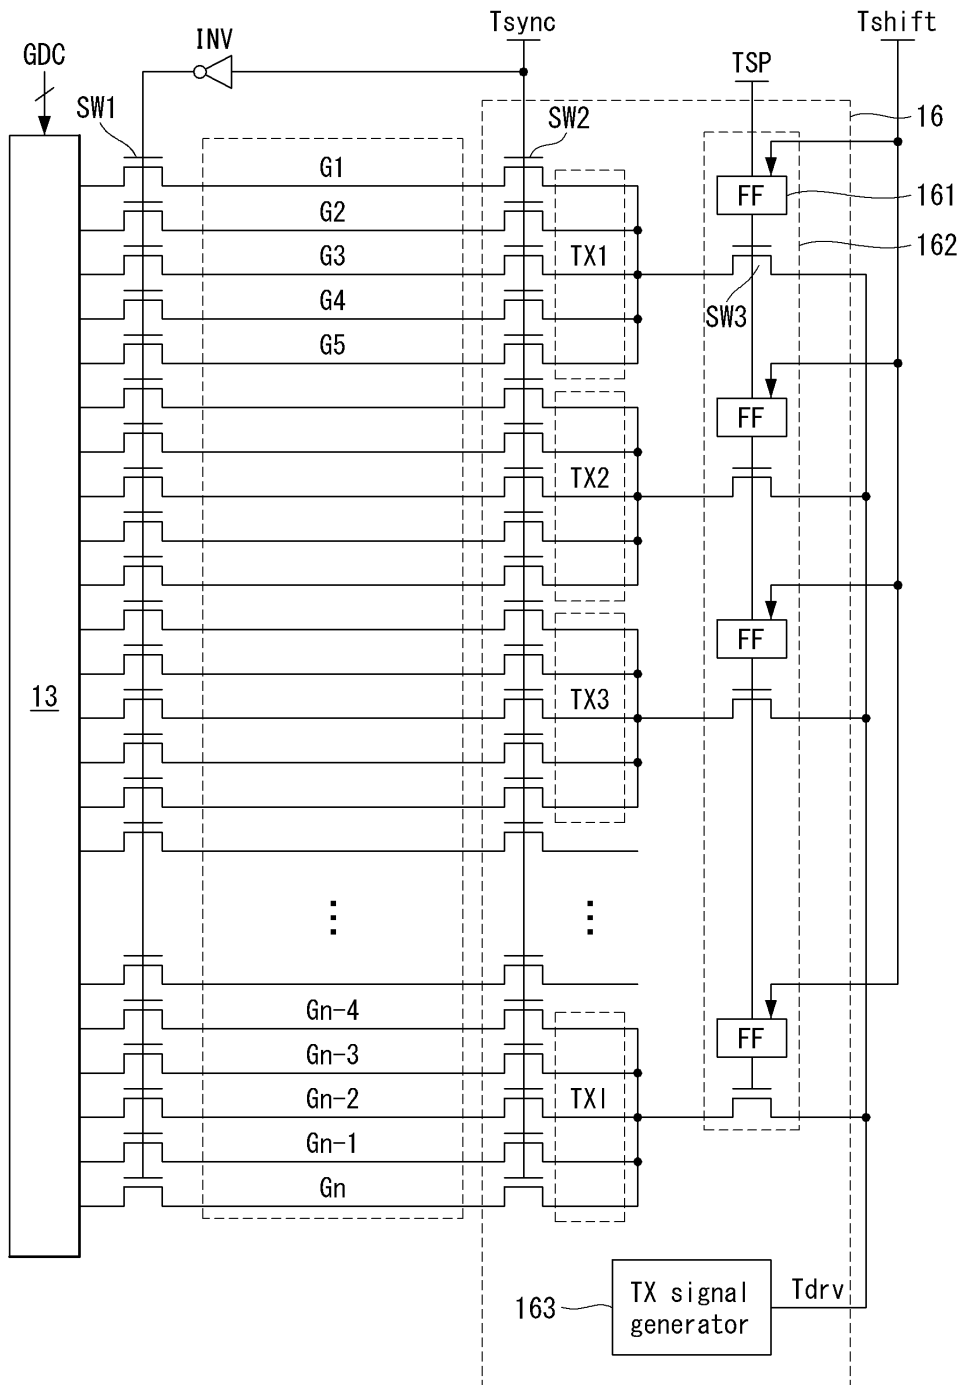 Tsync
Tshift
INV
GDC
TSP
SW1
SW2
16
G1
FF
161
G2
162
G3
TX1
SW3
G4
G5
FF
TX2
FF
13
TX3
Gn-4
FF
Gn-3
Gn-2
TXl
Gn-1
Gn
163
TX signal
generator
Tdrv